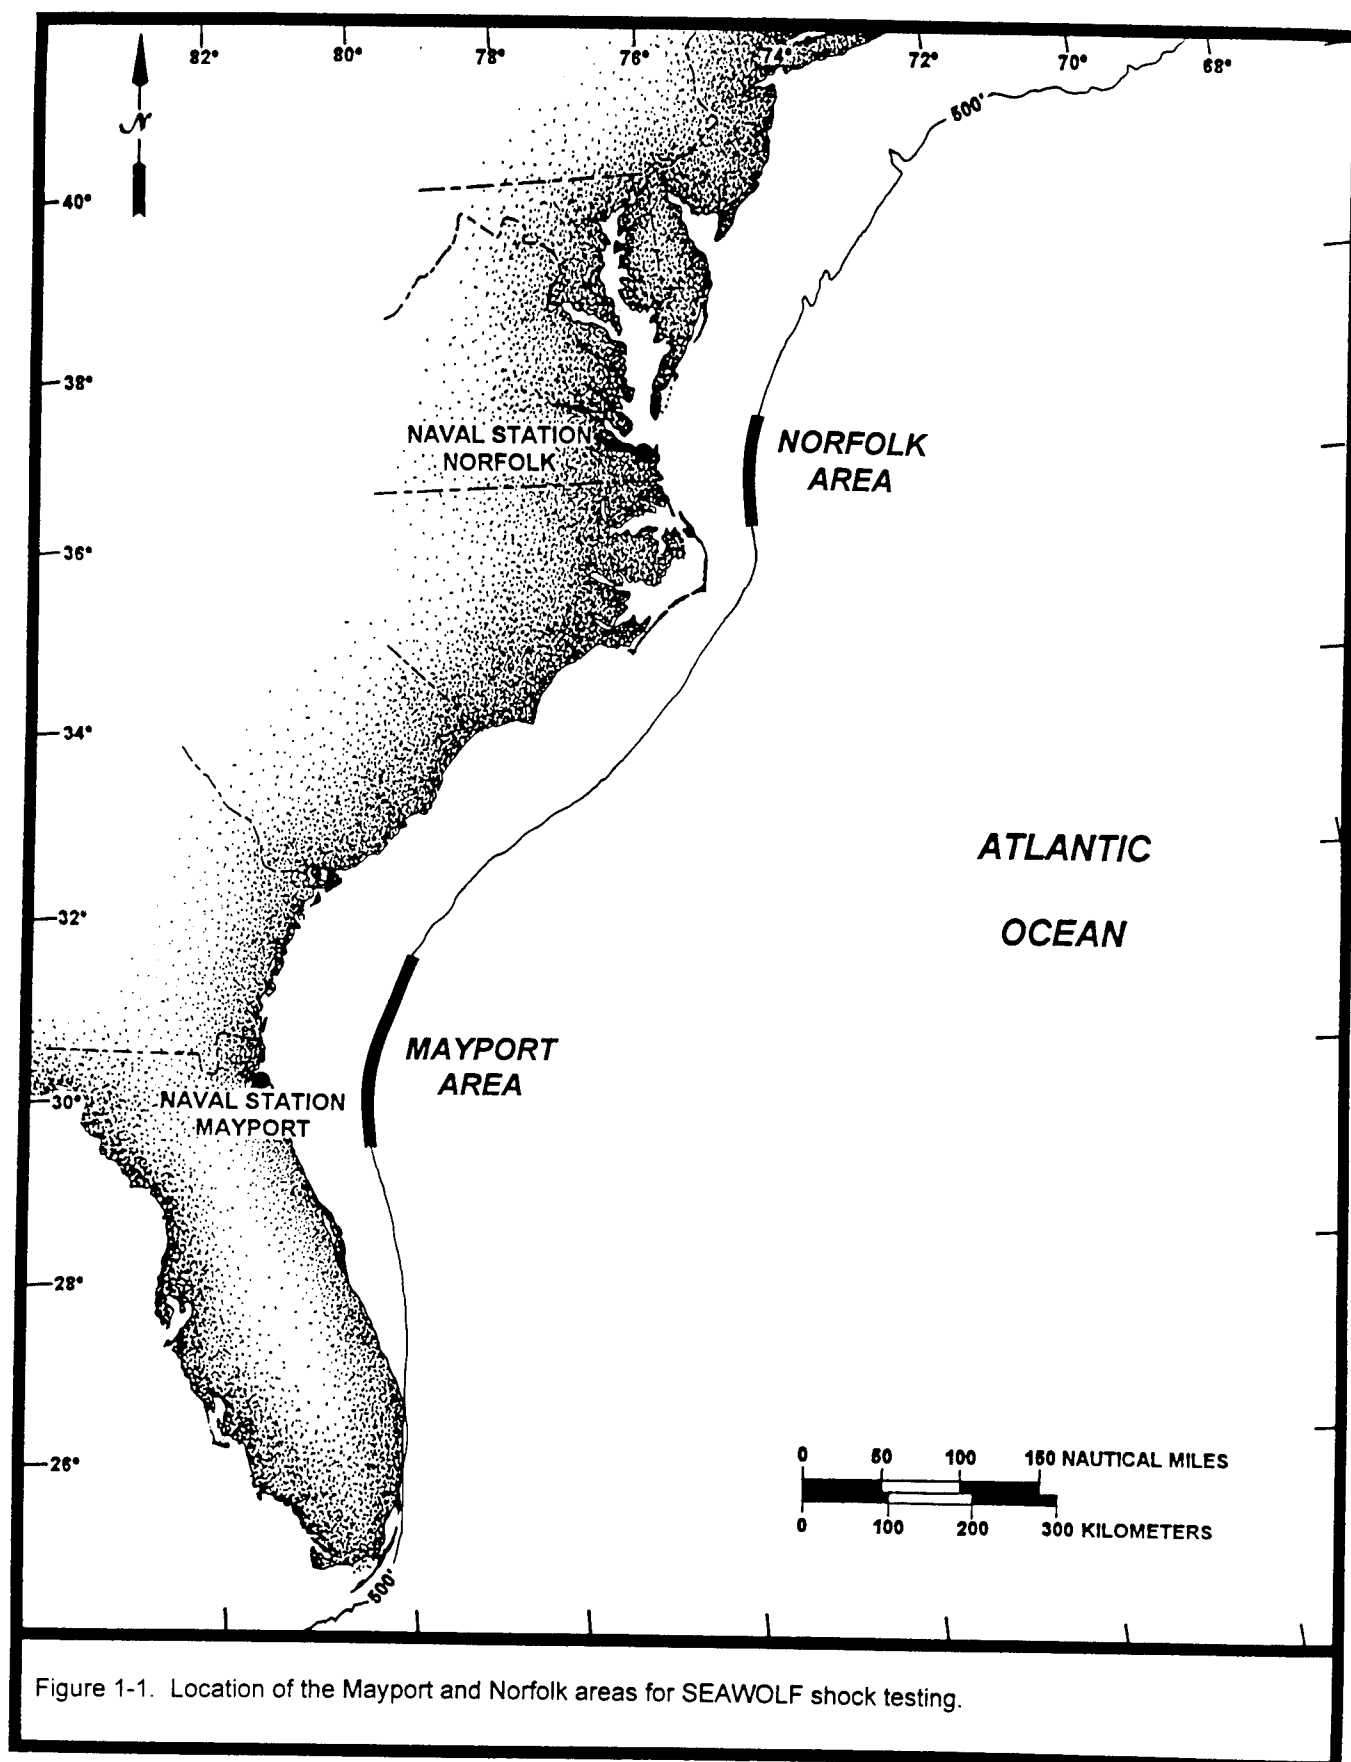 82° 80° 78° 76° 74° 72° 70° 68°
500'
N
40°
38°
NAVAL STATION
NORFOLK
NORFOLK
AREA
36°
34°
ATLANTIC
32°
OCEAN
MAYPORT
AREA
NAVAL STATION
MAYPORT
30°
28°
26°
0 50 100 150 NAUTICAL MILES
0 100 200 300 KILOMETERS
500'
Figure 1-1. Location of the Mayport and Norfolk areas for SEAWOLF shock testing.